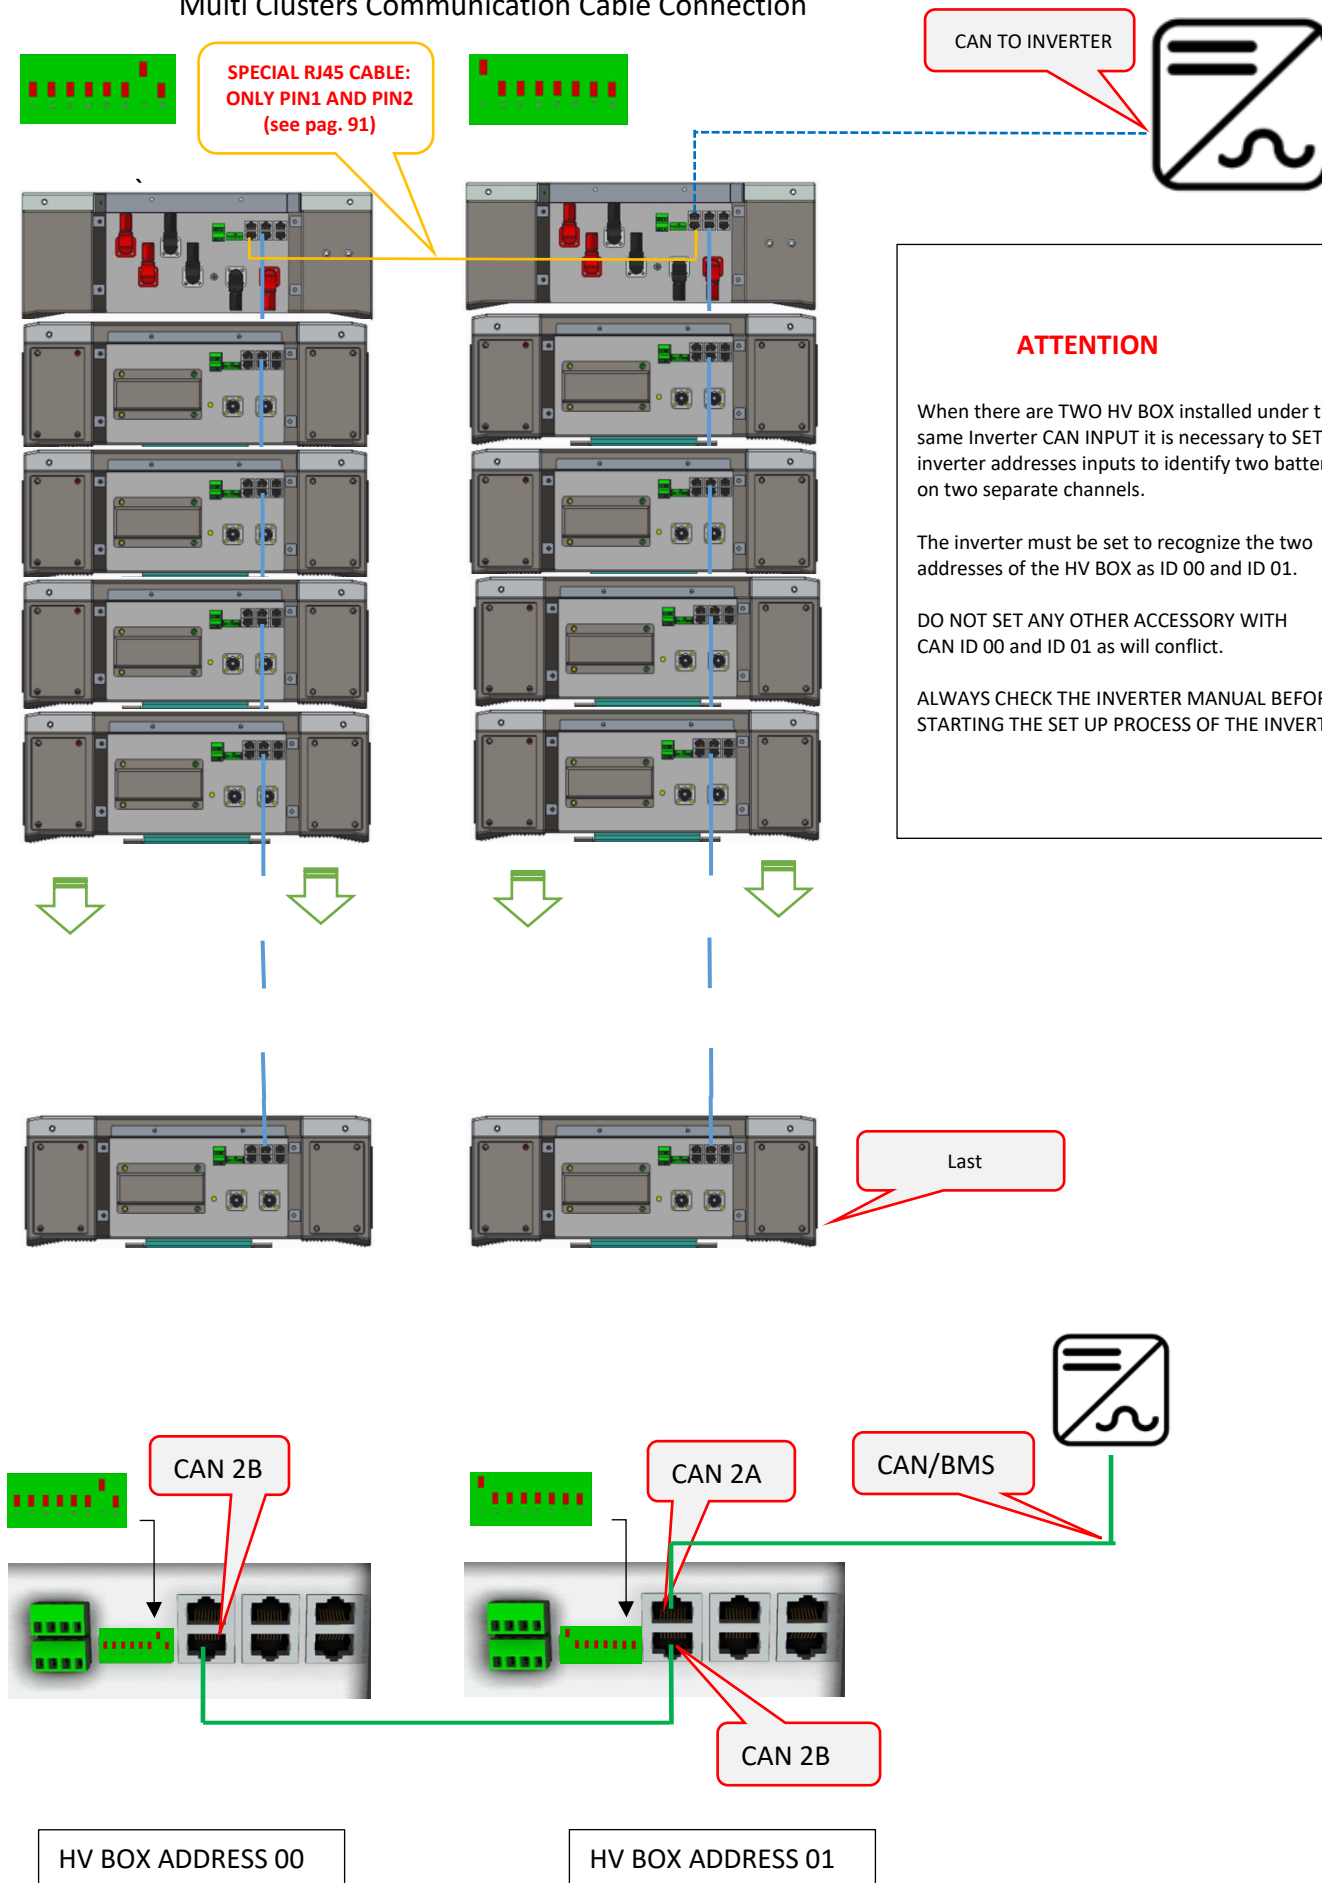 Multi Clusters Communication Cable Connection
CAN TO INVERTER
SPECIAL RJ45 CABLE:
ONLY PIN1 AND PIN2
(see pag. 91)
ATTENTION
When there are TWO HV BOX installed under
same Inverter CAN INPUT it is necessary to SET
inverter addresses inputs to identify two
on two separate channels.
The inverter must be set to recognize the two
addresses of the HV BOX as ID 00 and ID 01.
DO NOT SET ANY OTHER ACCESSORY WITH
CAN ID 00 and ID 01 as will conflict.
ALWAYS CHECK THE INVERTER MANUAL
STARTING THE SET UP PROCESS OF THE
Last
CAN 2B
CAN 2A
CAN/BMS
CAN 2B
HV BOX ADDRESS 00
HV BOX ADDRESS 01